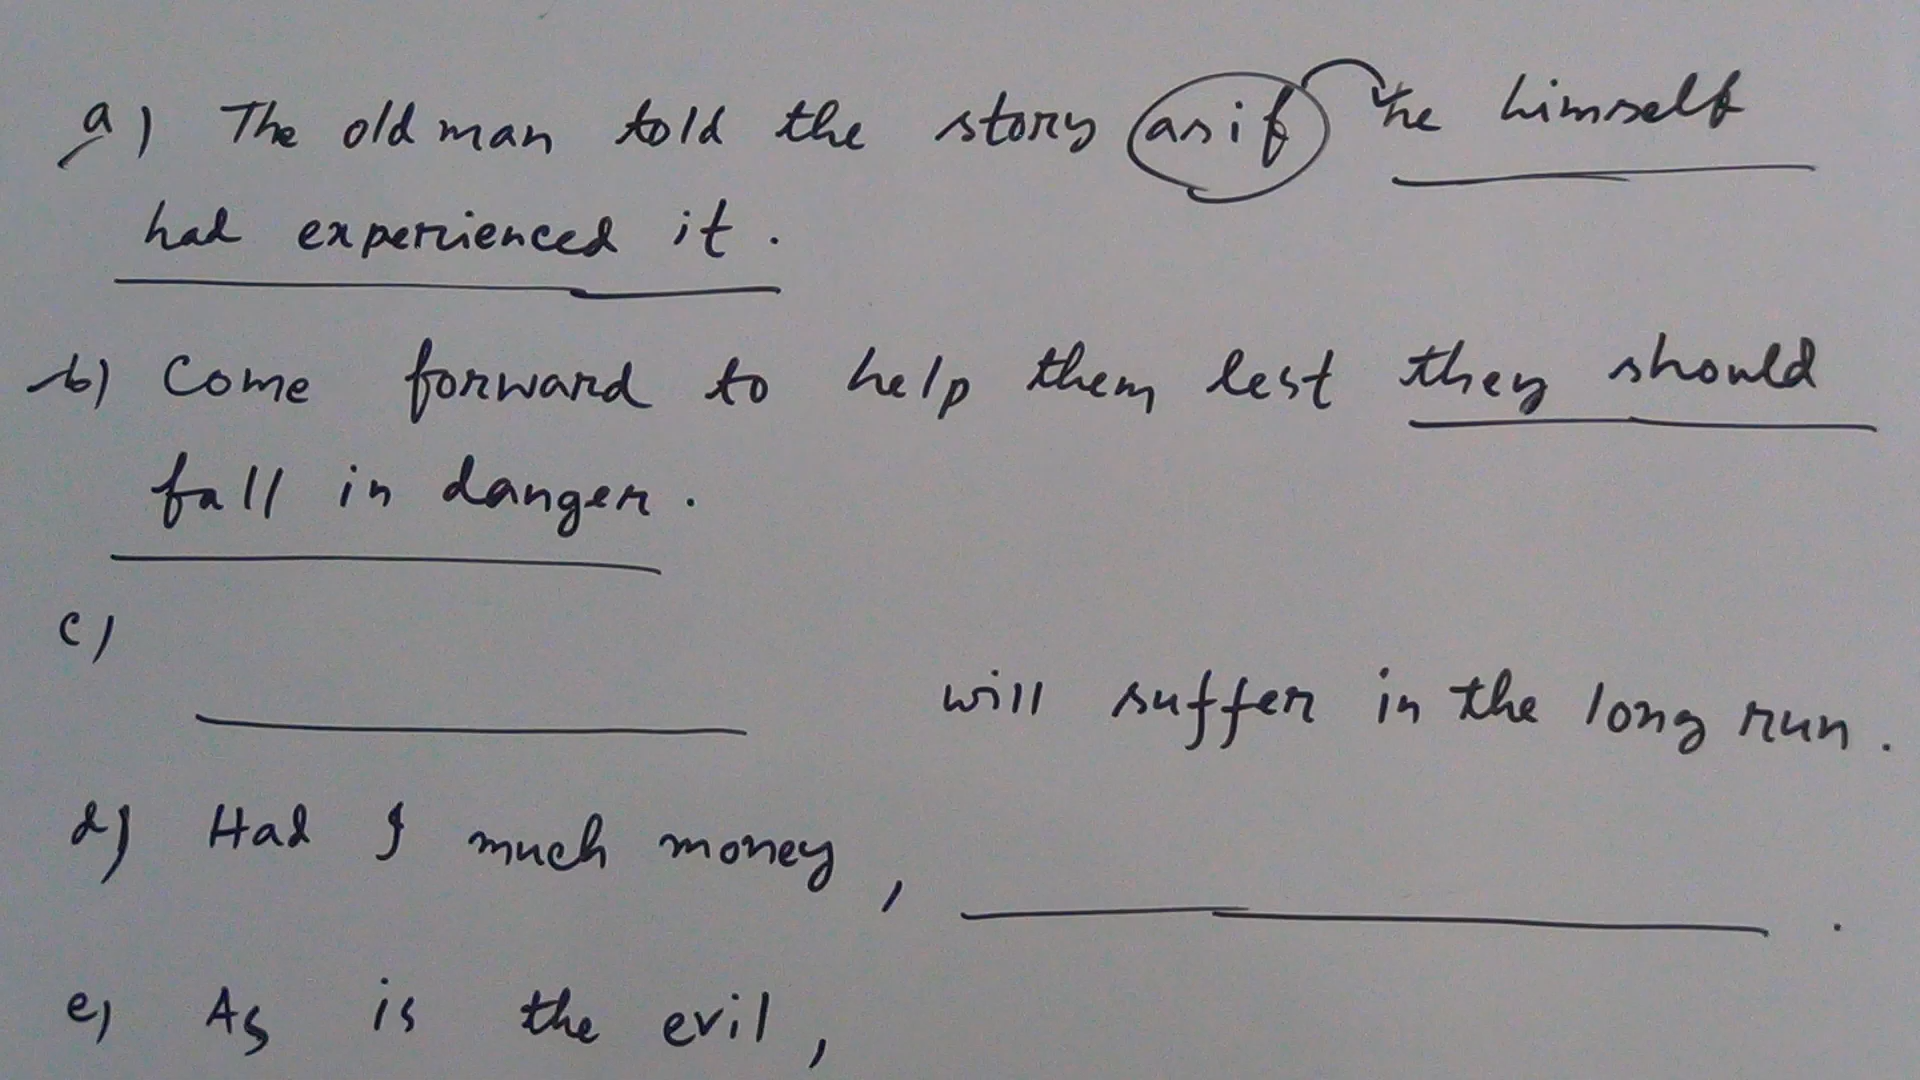 a) The old man told the story as if he himself
had experienced it.
b) Come forward to help them lest they should
fall in danger.
c)
will suffer in the long run.
d) Had I much money,             .
e) As is the evil,